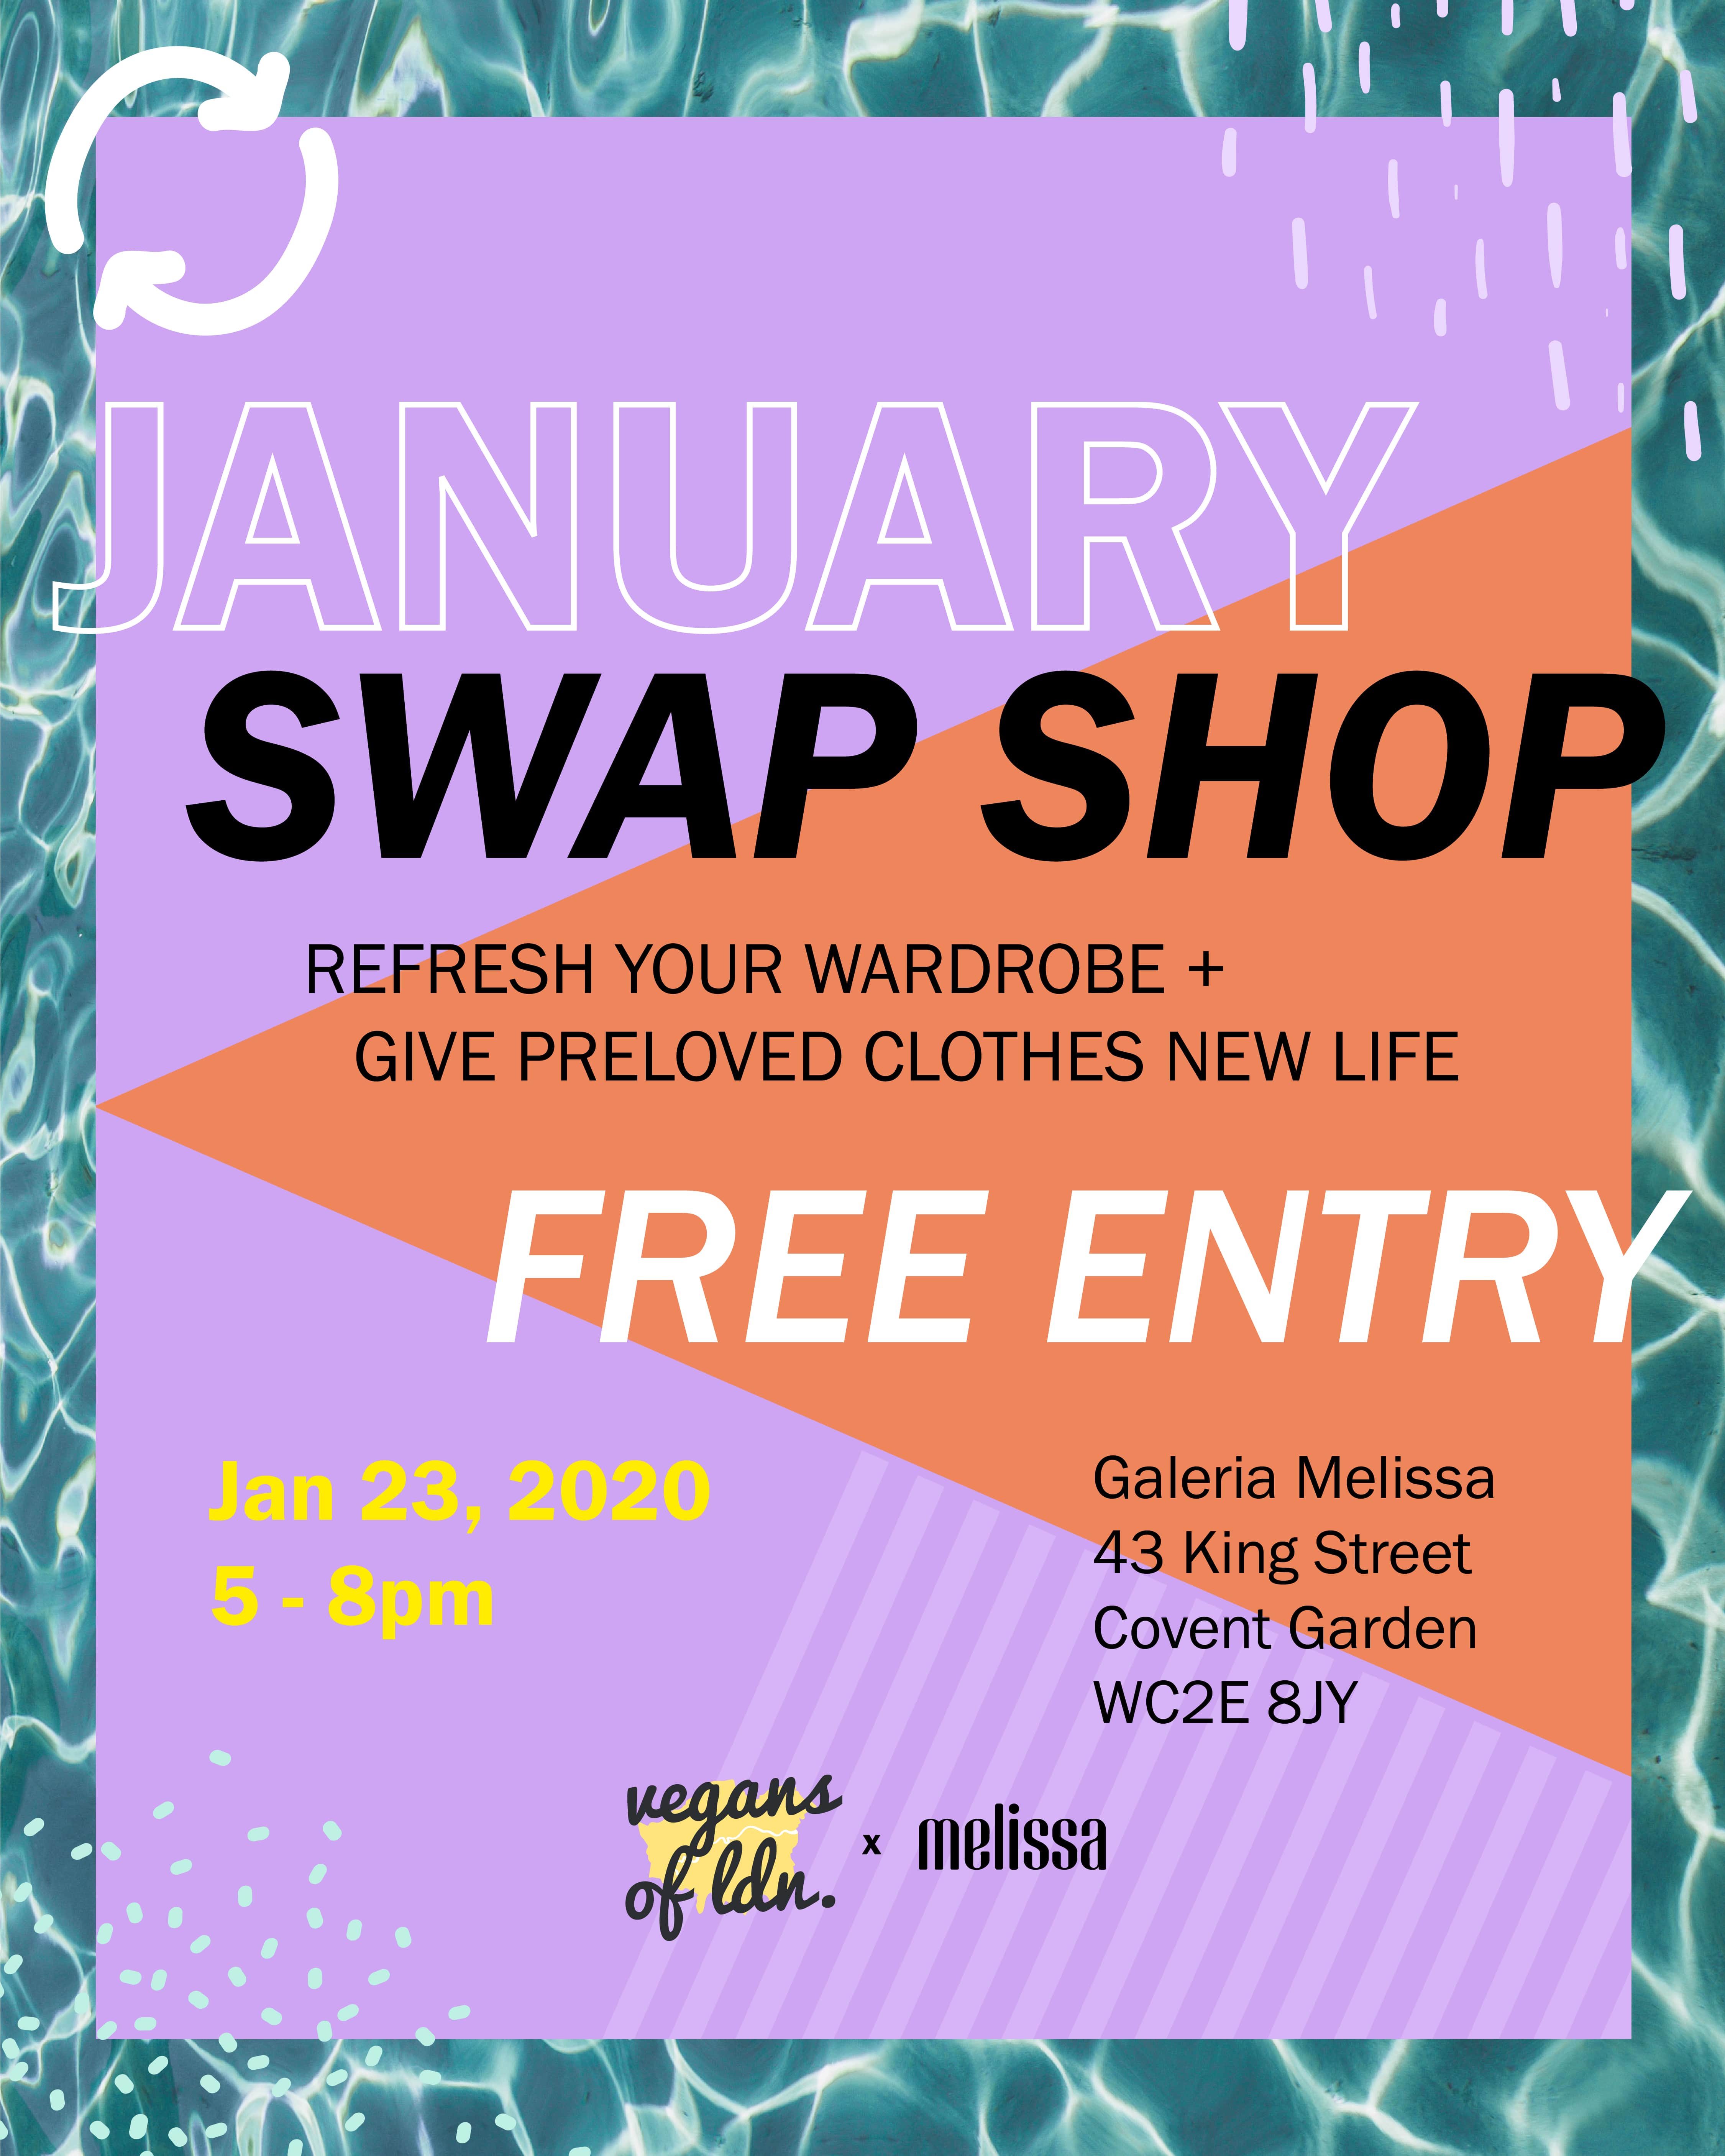 JANUARY
SWAP SHOP
REFRESH YOUR WARDROBE +
GIVE PRELOVED CLOTHES NEW LIFE
FREE ENTRY
Jan 23, 2020
5 - 8pm
Galeria Melissa
43 King Street
Covent Garden
WC2E 8JY
vegans
of ldn.
x
melissa